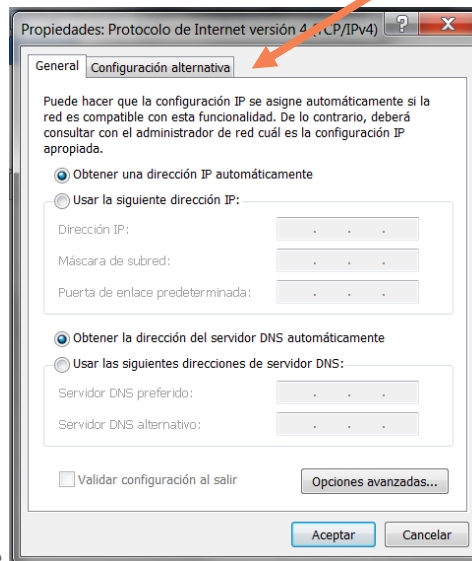 Propiedades: Protocolo de Internet versión 4 (TCP/IPv4)
General
Configuración alternativa
Puede hacer que la configuración IP se asigne automáticamente si la
red es compatible con esta funcionalidad. De lo contrario, deberá
consultar con el administrador de red cuál es la configuración IP
apropiada.
Obtener una dirección IP automáticamente
Usar la siguiente dirección IP:
Dirección IP:
Máscara de subred:
Puerta de enlace predeterminada:
Obtener la dirección del servidor DNS automáticamente
Usar las siguientes direcciones de servidor DNS:
Servidor DNS preferido:
Servidor DNS alternativo:
Validar configuración al salir
Opciones avanzadas...
Aceptar
Cancelar